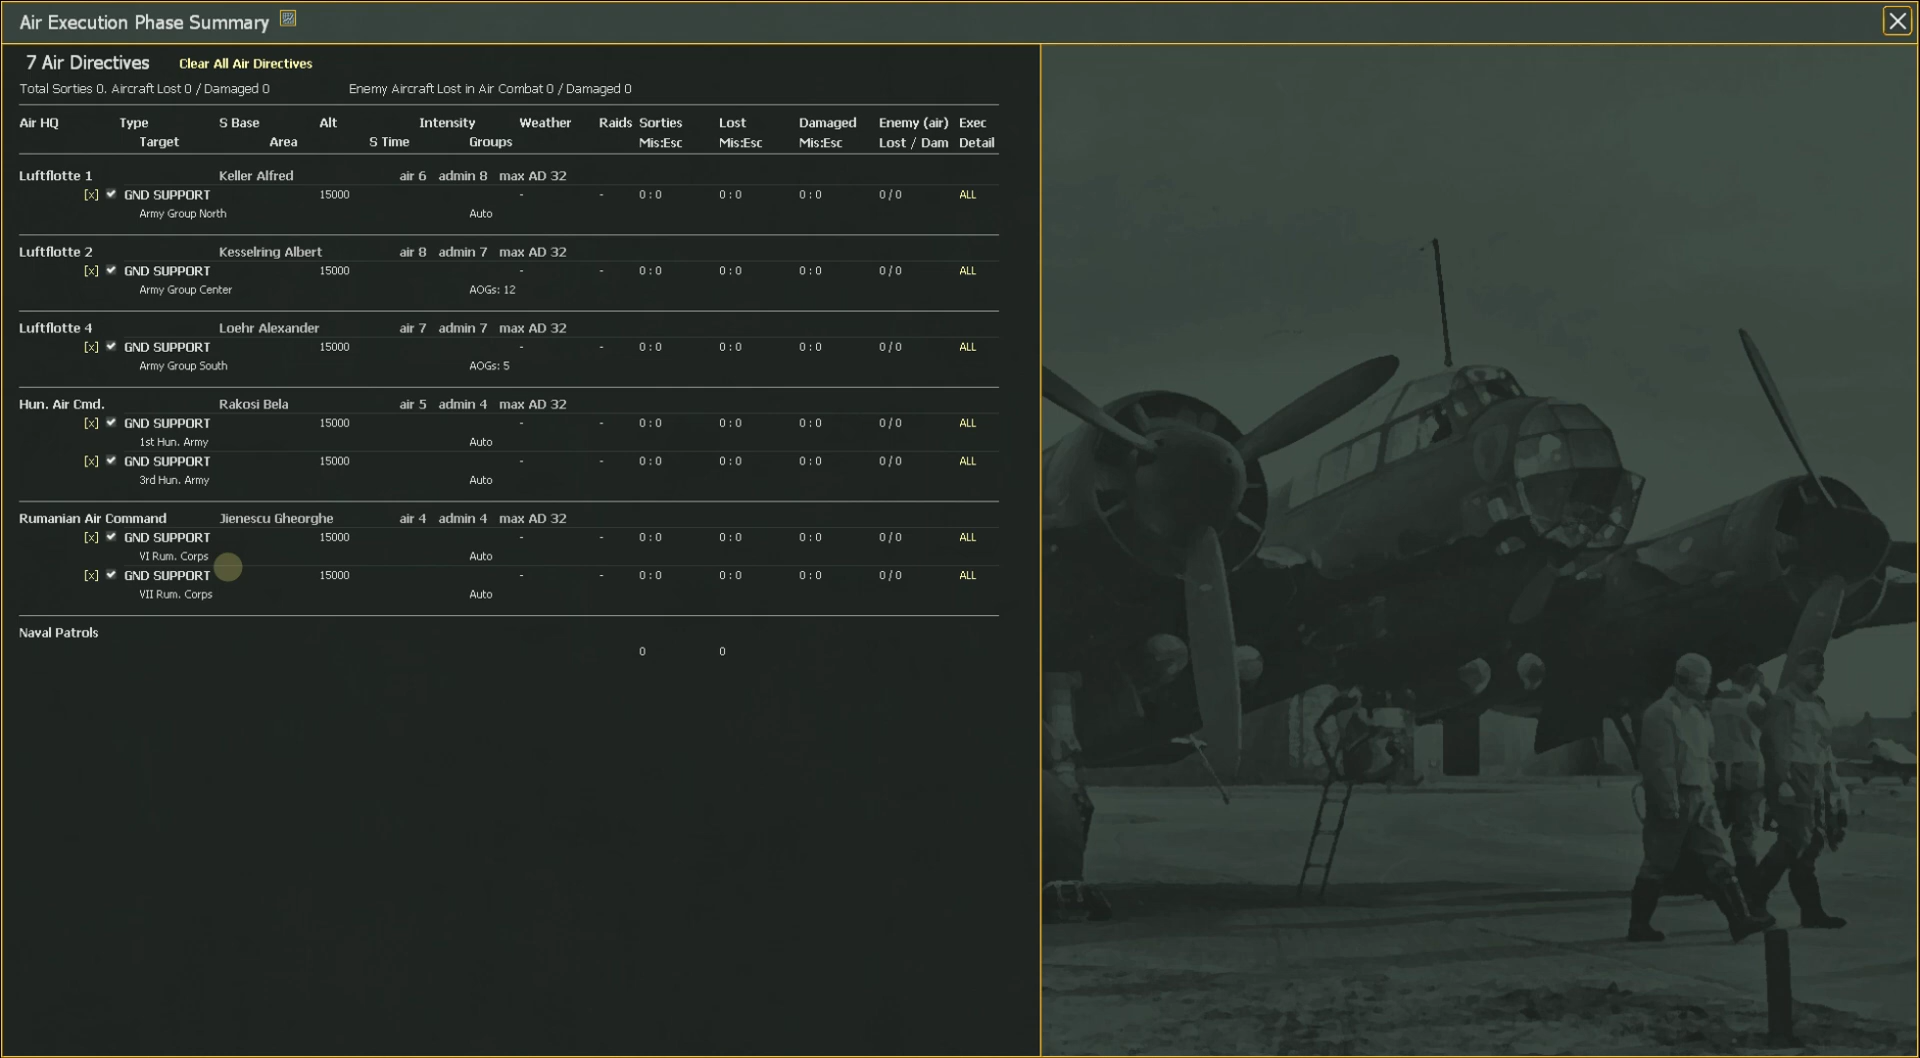 Air Execution Phase Summary
7 Air Directives Clear All Air Directives
Total Sorties 0. Aircraft Lost 0 / Damaged 0 Enemy Aircraft Lost in Air Combat 0 / Damaged 0
Air HQ Type S Base Alt Intensity Weather Raids Sorties Lost Damaged Enemy (air) Exec
Target Area S Time Groups Mis:Esc Mis:Esc Mis:Esc Lost / Dam Detail
Luftflotte 1 Keller Alfred air 6 admin 8 max AD 32
[x] GND SUPPORT 15000 - - 0 : 0 0 : 0 0 : 0 0 / 0 ALL
Army Group North Auto
Luftflotte 2 Kesselring Albert air 8 admin 7 max AD 32
[x] GND SUPPORT 15000 - - 0 : 0 0 : 0 0 : 0 0 / 0 ALL
Army Group Center AOGs: 12
Luftflotte 4 Loehr Alexander air 7 admin 7 max AD 32
[x] GND SUPPORT 15000 - - 0 : 0 0 : 0 0 : 0 0 / 0 ALL
Army Group South AOGs: 5
Hun. Air Cmd. Rakosi Bela air 5 admin 4 max AD 32
[x] GND SUPPORT 15000 - - 0 : 0 0 : 0 0 : 0 0 / 0 ALL
1st Hun. Army Auto
[x] GND SUPPORT 15000 - - 0 : 0 0 : 0 0 : 0 0 / 0 ALL
3rd Hun. Army Auto
Rumanian Air Command Jienescu Gheorghe air 4 admin 4 max AD 32
[x] GND SUPPORT 15000 - - 0 : 0 0 : 0 0 : 0 0 / 0 ALL
VI Rum. Corps Auto
[x] GND SUPPORT 15000 - - 0 : 0 0 : 0 0 : 0 0 / 0 ALL
VII Rum. Corps Auto
Naval Patrols
0 0